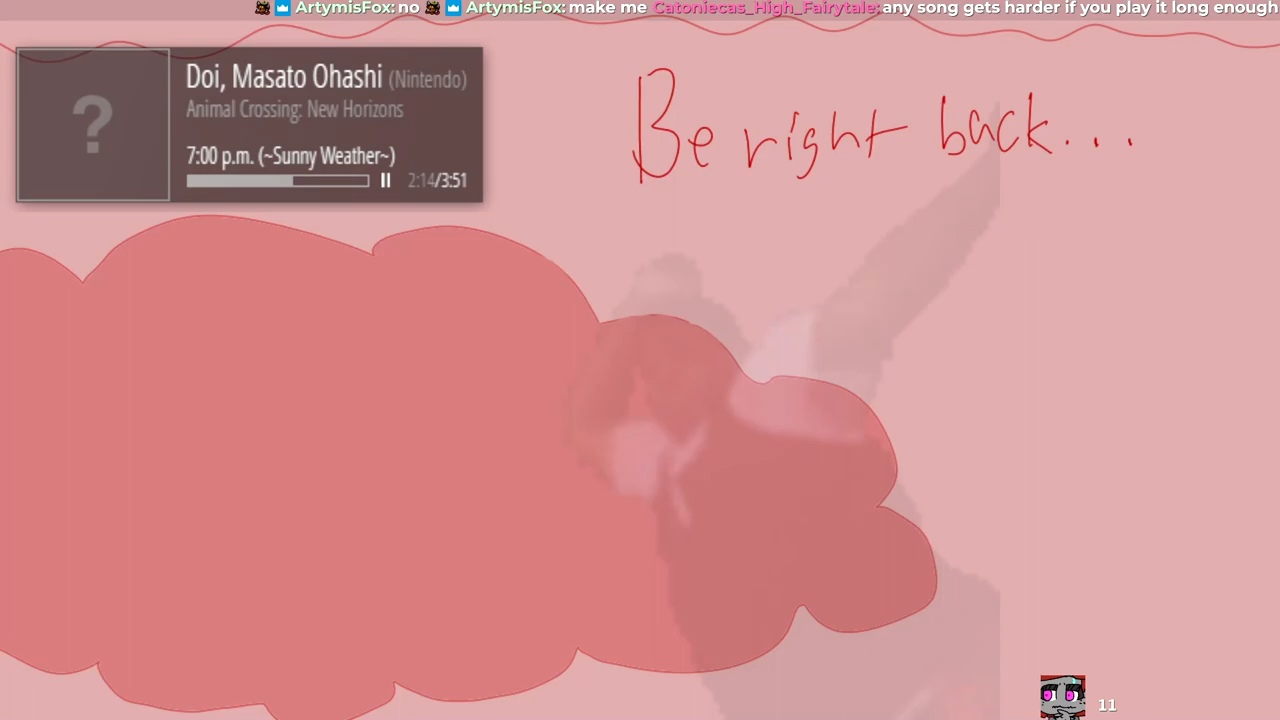 ArtymisFox: no ArtymisFox: make me Catoniecas_High_Fairytale: any song gets harder if you play it long enough
Doi, Masato Ohashi (Nintendo)
Animal Crossing: New Horizons
7:00 p.m. (~Sunny Weather~)
2:14/3:51
?
Be right back...
11